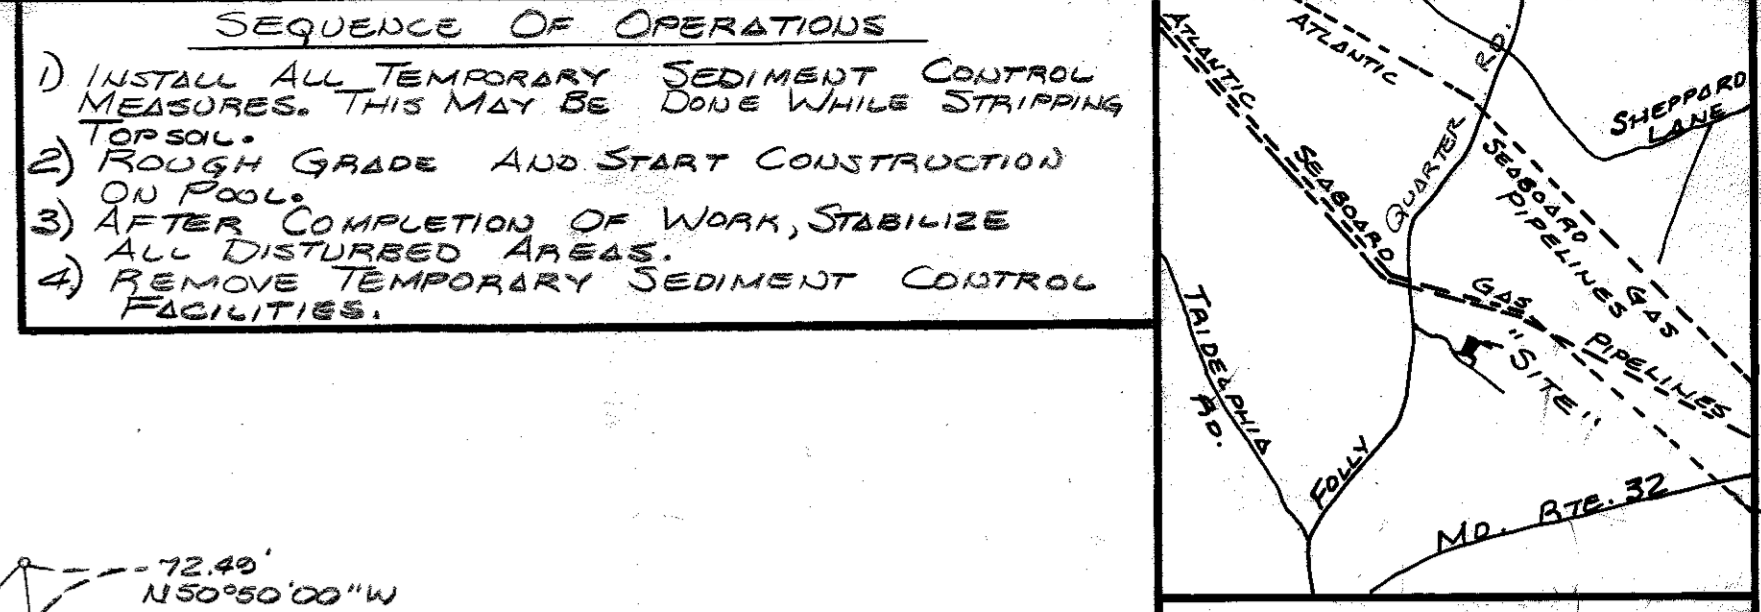 SEQUENCE OF OPERATIONS
1) INSTALL ALL TEMPORARY SEDIMENT CONTROL
MEASURES. THIS MAY BE DONE WHILE STRIPPING
TOPSOIL.
2) ROUGH GRADE AND START CONSTRUCTION
ON POOL.
3) AFTER COMPLETION OF WORK, STABILIZE
ALL DISTURBED AREAS.
4) REMOVE TEMPORARY SEDIMENT CONTROL
FACILITIES.
72.49'
N50°50'00"W
ATLANTIC SEABOARD GAS PIPELINES
ATLANTIC SEABOARD GAS
PIPELINES
FOLLY QUARTER RD.
SHEPPARD
LANE
"SITE"
TRIDELPHIA
RD.
MD. RTE. 32